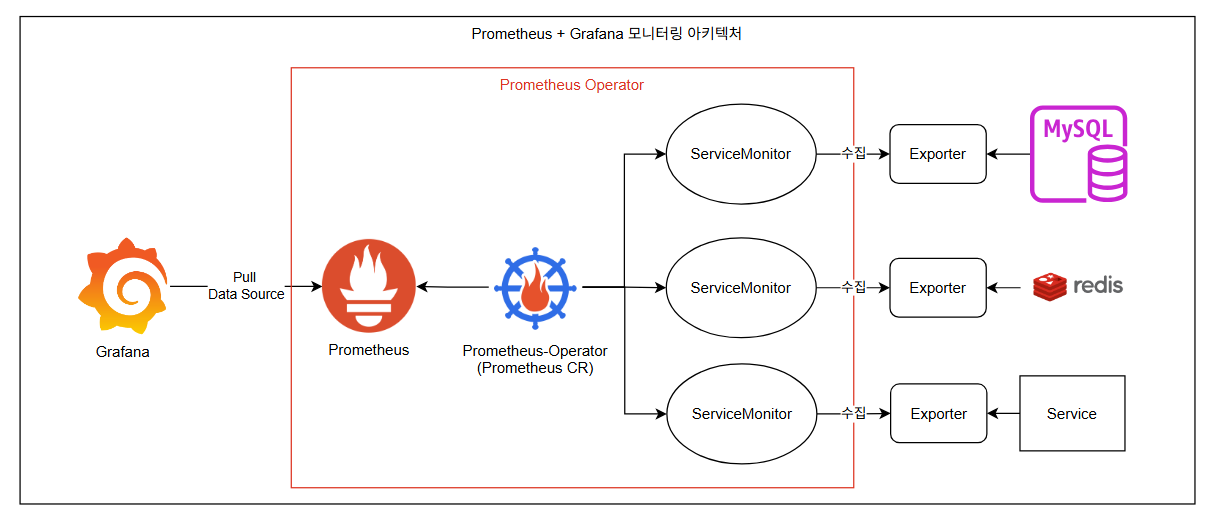 Prometheus + Grafana 모니터링 아키텍처
Prometheus Operator
ServiceMonitor
수집
Exporter
MySQL
Pull
Data Source
Grafana
Prometheus
Prometheus-Operator
(Prometheus CR)
ServiceMonitor
수집
Exporter
redis
ServiceMonitor
수집
Exporter
Service